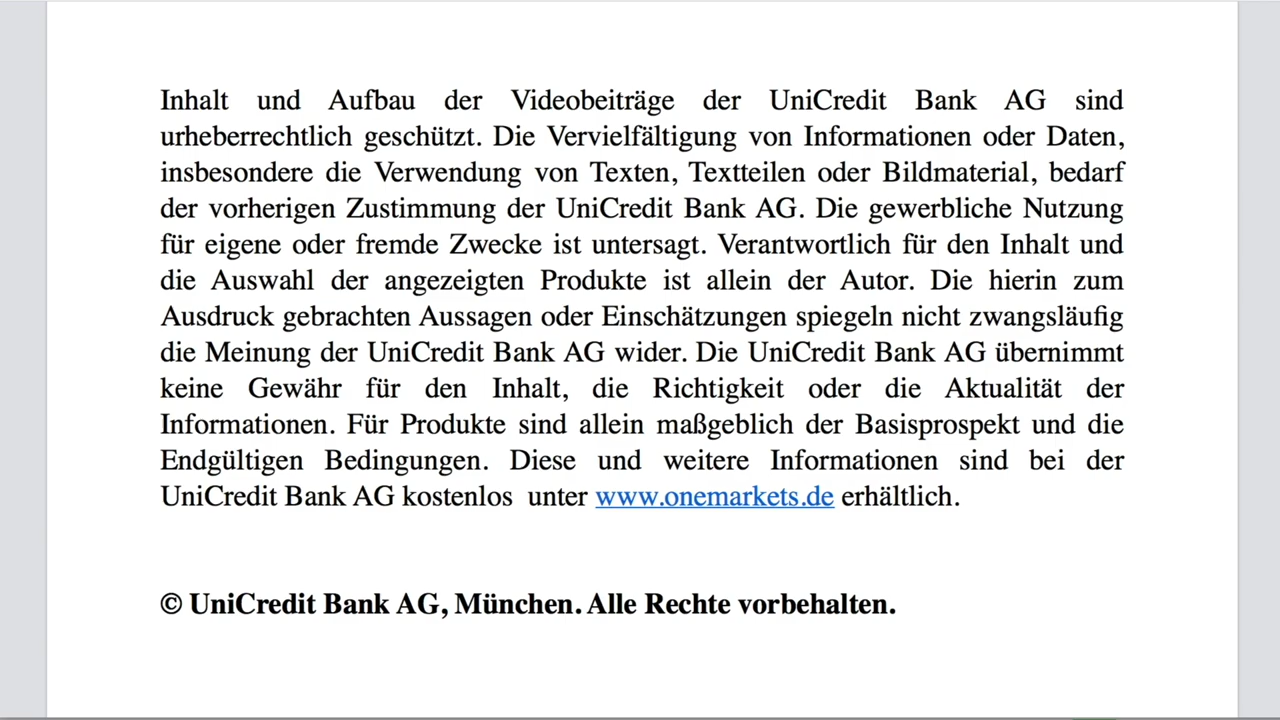 Inhalt und Aufbau der Videobeiträge der UniCredit Bank AG sind
urheberrechtlich geschützt. Die Vervielfältigung von Informationen oder Daten,
insbesondere die Verwendung von Texten, Textteilen oder Bildmaterial, bedarf
der vorherigen Zustimmung der UniCredit Bank AG. Die gewerbliche Nutzung
für eigene oder fremde Zwecke ist untersagt. Verantwortlich für den Inhalt und
die Auswahl der angezeigten Produkte ist allein der Autor. Die hierin zum
Ausdruck gebrachten Aussagen oder Einschätzungen spiegeln nicht zwangsläufig
die Meinung der UniCredit Bank AG wider. Die UniCredit Bank AG übernimmt
keine Gewähr für den Inhalt, die Richtigkeit oder die Aktualität der
Informationen. Für Produkte sind allein maßgeblich der Basisprospekt und die
Endgültigen Bedingungen. Diese und weitere Informationen sind bei der
UniCredit Bank AG kostenlos unter www.onemarkets.de erhältlich.
© UniCredit Bank AG, München. Alle Rechte vorbehalten.